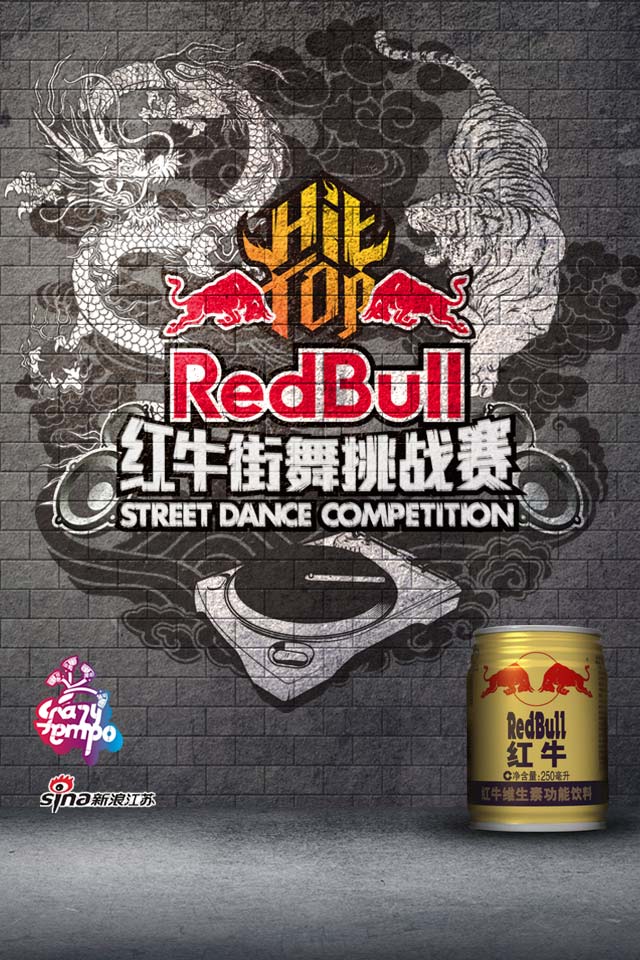 Hit
Top
RedBull
红牛街舞挑战赛
STREET DANCE COMPETITION
Crazy
tempo
sina新浪江苏
RedBull
红牛
C净含量:250毫升
红牛维生素功能饮料